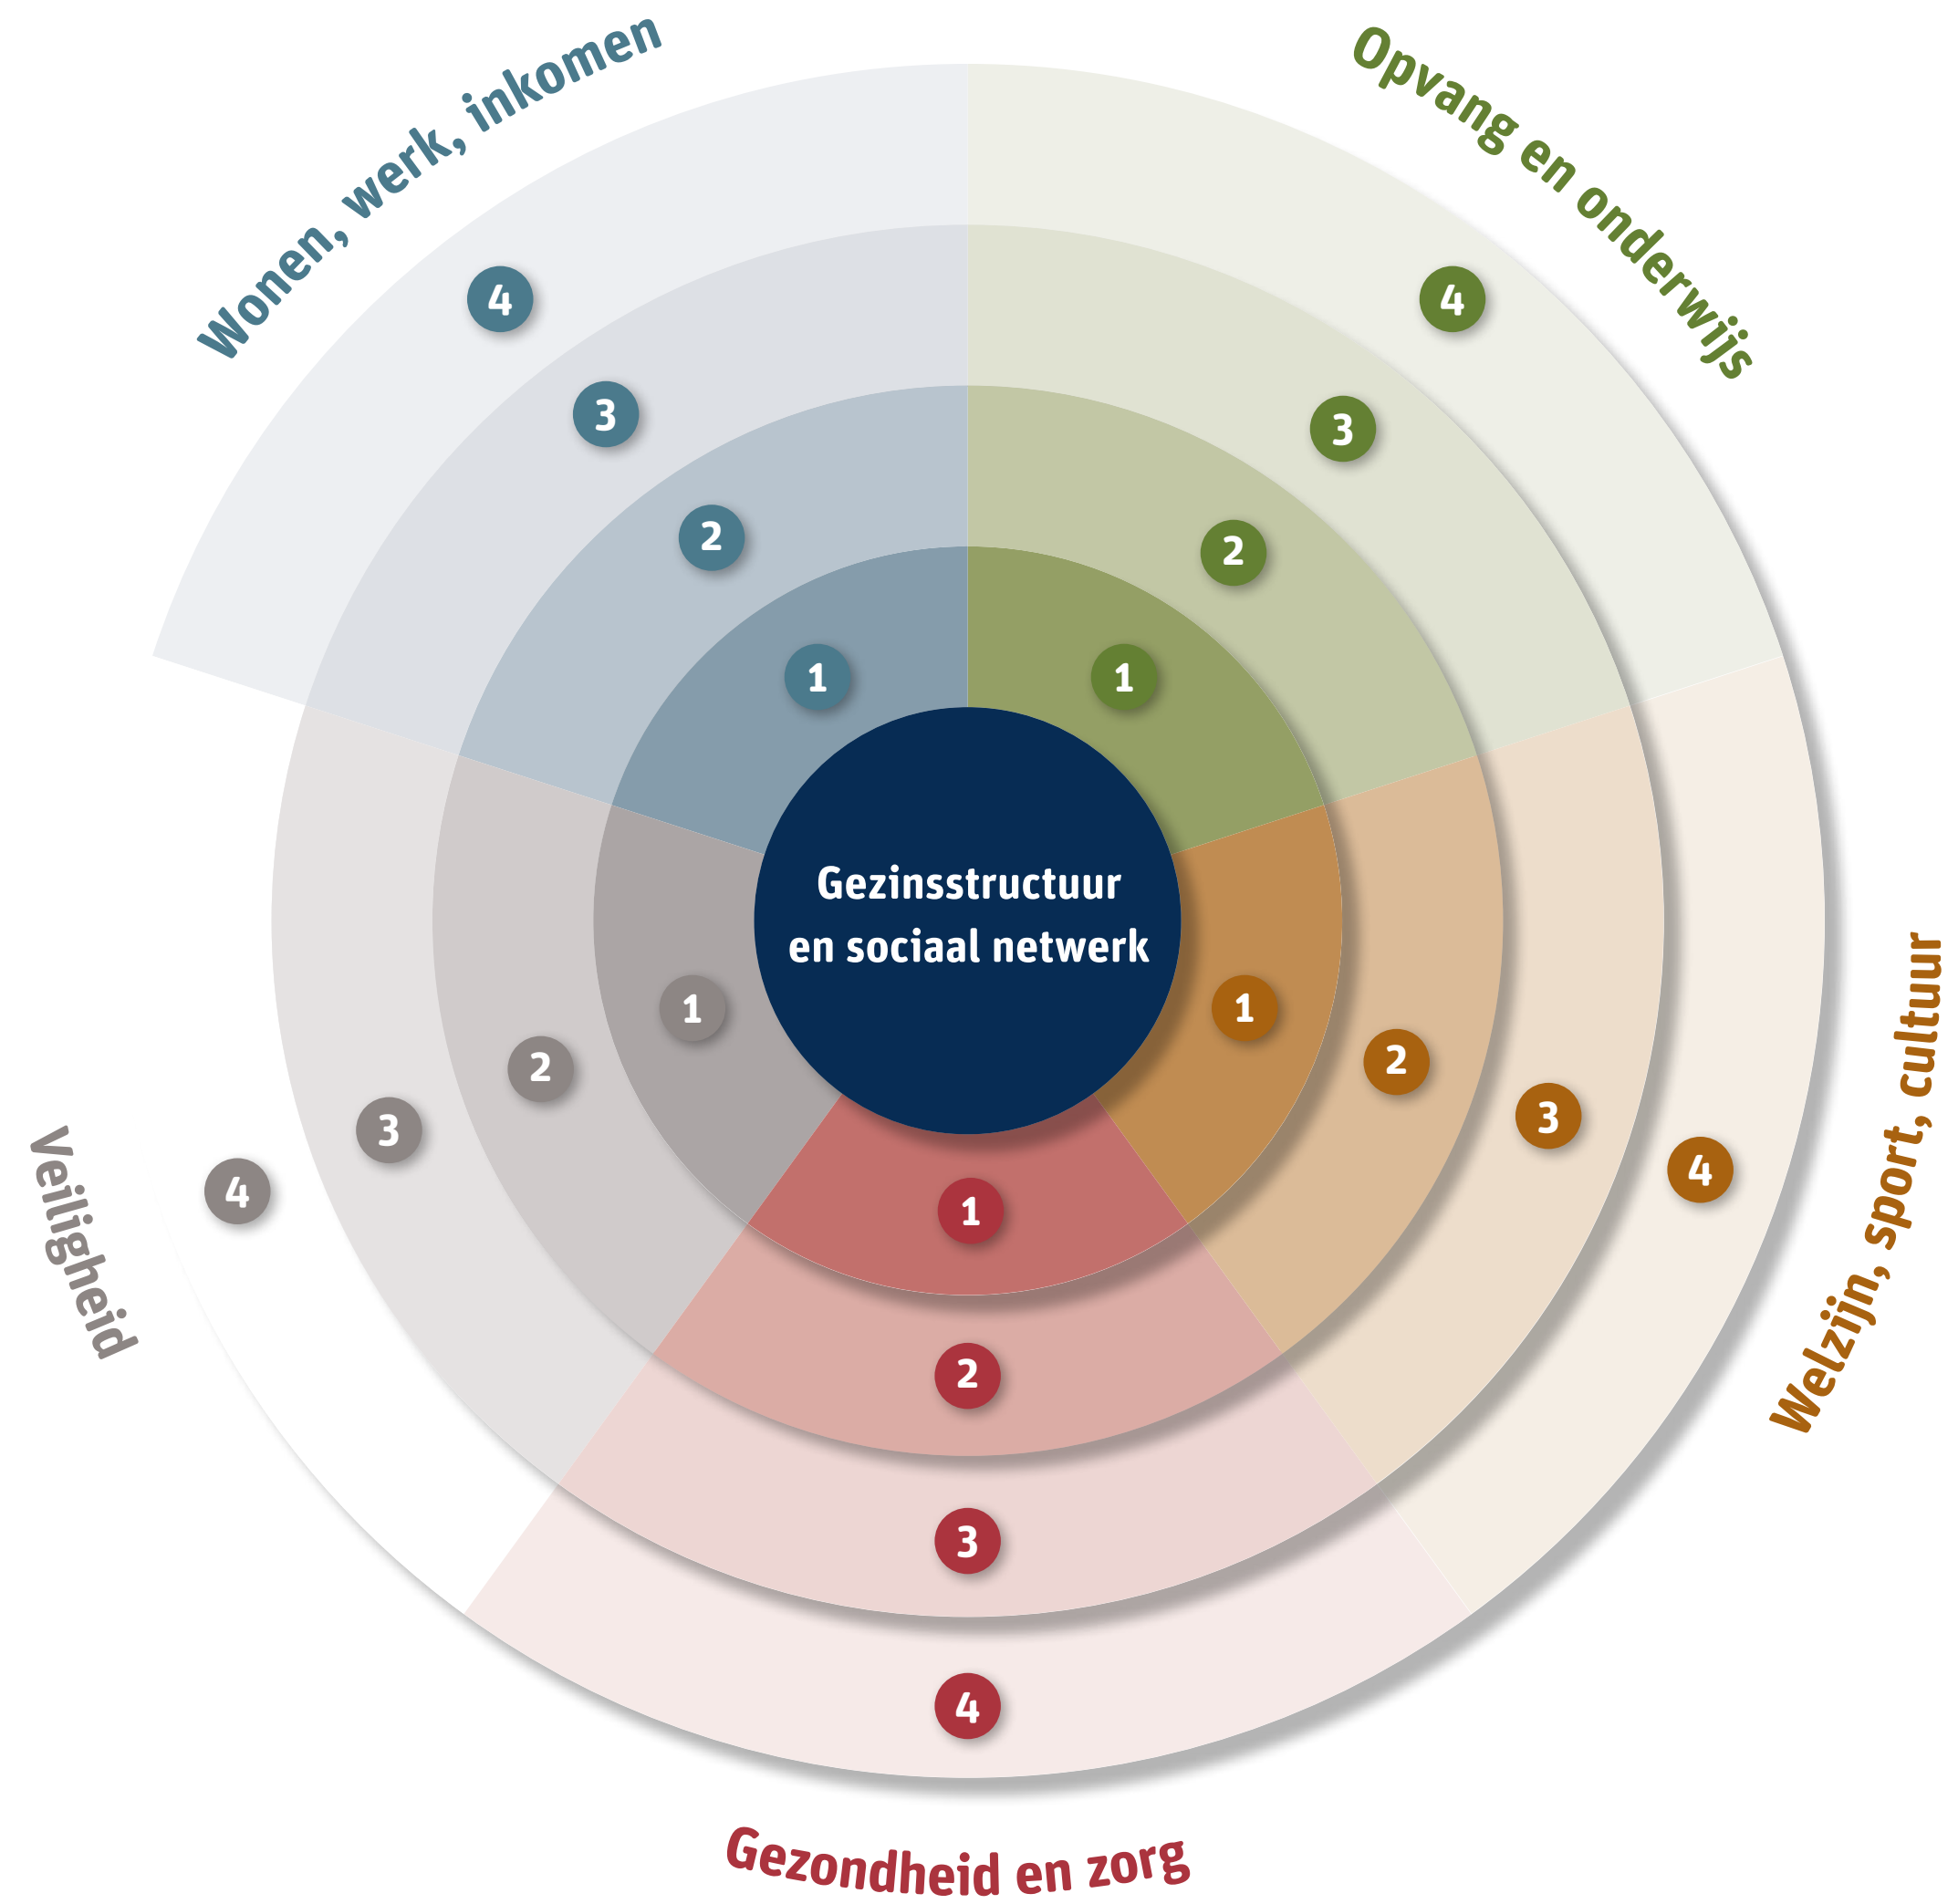 Wonen, werk, inkomen
Opvang en onderwijs
4
4
3
3
2
2
1
1
Gezinsstructuur
en sociaal netwerk
1
1
2
2
3
3
4
4
Veiligheid
Welzijn, sport, cultuur
1
2
3
4
Gezondheid en zorg